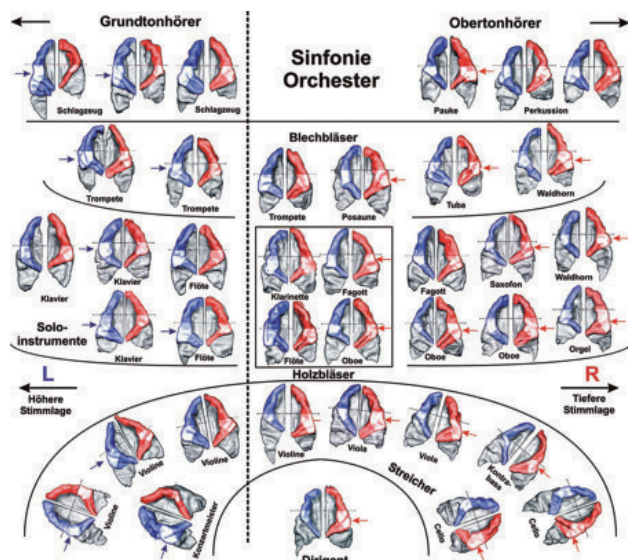 Grundtonhörer
Obertonhörer
Sinfonie
Orchester
Schlagzeug
Schlagzeug
Pauke
Perkussion
Blechbläser
Trompete
Trompete
Trompete
Posaune
Tuba
Waldhorn
Klavier
Klavier
Flöte
Klarinette
Fagott
Fagott
Saxofon
Waldhorn
Solo-
instrumente
Klavier
Flöte
Flöte
Oboe
Oboe
Oboe
Orgel
L
Holzbläser
R
Höhere
Stimmlage
Tiefere
Stimmlage
Violine
Violine
Violine
Viola
Viola
Kontra-
bass
Streicher
Violine
Konzertmeister
Cello
Cello
Dirigent